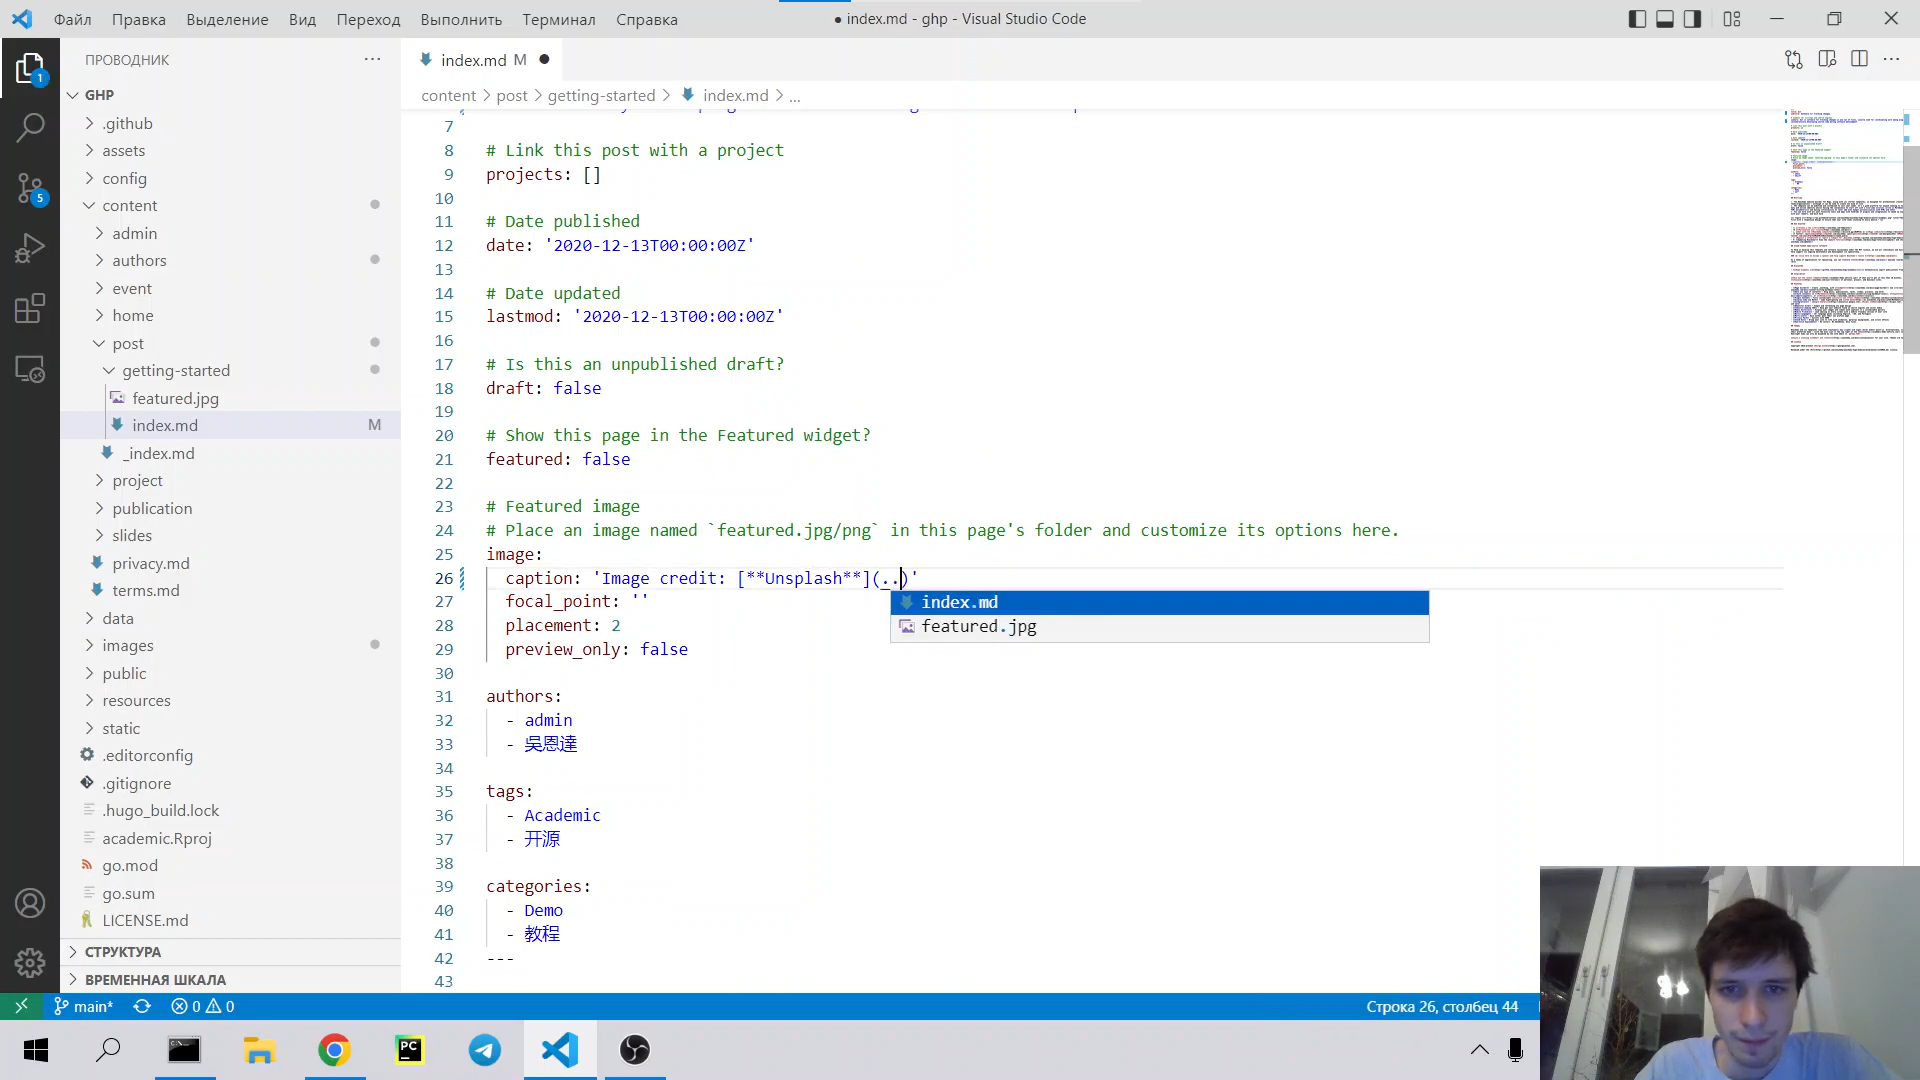 Файл Правка Выделение Вид Переход Выполнить Терминал Справка
● index.md - ghp - Visual Studio Code
ПРОВОДНИК
index.md M
GHP
content > post > getting-started > index.md > ...
.github
assets
config
content
admin
authors
event
home
post
getting-started
featured.jpg
index.md M
_index.md
project
publication
slides
privacy.md
terms.md
data
images
public
resources
static
.editorconfig
.gitignore
.hugo_build.lock
academic.Rproj
go.mod
go.sum
LICENSE.md
СТРУКТУРА
ВРЕМЕННАЯ ШКАЛА
1
5
7
8 # Link this post with a project
9 projects: []
10
11 # Date published
12 date: '2020-12-13T00:00:00Z'
13
14 # Date updated
15 lastmod: '2020-12-13T00:00:00Z'
16
17 # Is this an unpublished draft?
18 draft: false
19
20 # Show this page in the Featured widget?
21 featured: false
22
23 # Featured image
24 # Place an image named `featured.jpg/png` in this page's folder and customize its options here.
25 image:
26 caption: 'Image credit: [**Unsplash**](..)'
27 focal_point: ''
28 placement: 2
29 preview_only: false
30
31 authors:
32 - admin
33 - 吳恩達
34
35 tags:
36 - Academic
37 - 开源
38
39 categories:
40 - Demo
41 - 教程
42 ---
43
index.md
featured.jpg
main* 0 0
Строка 26, столбец 44
PC